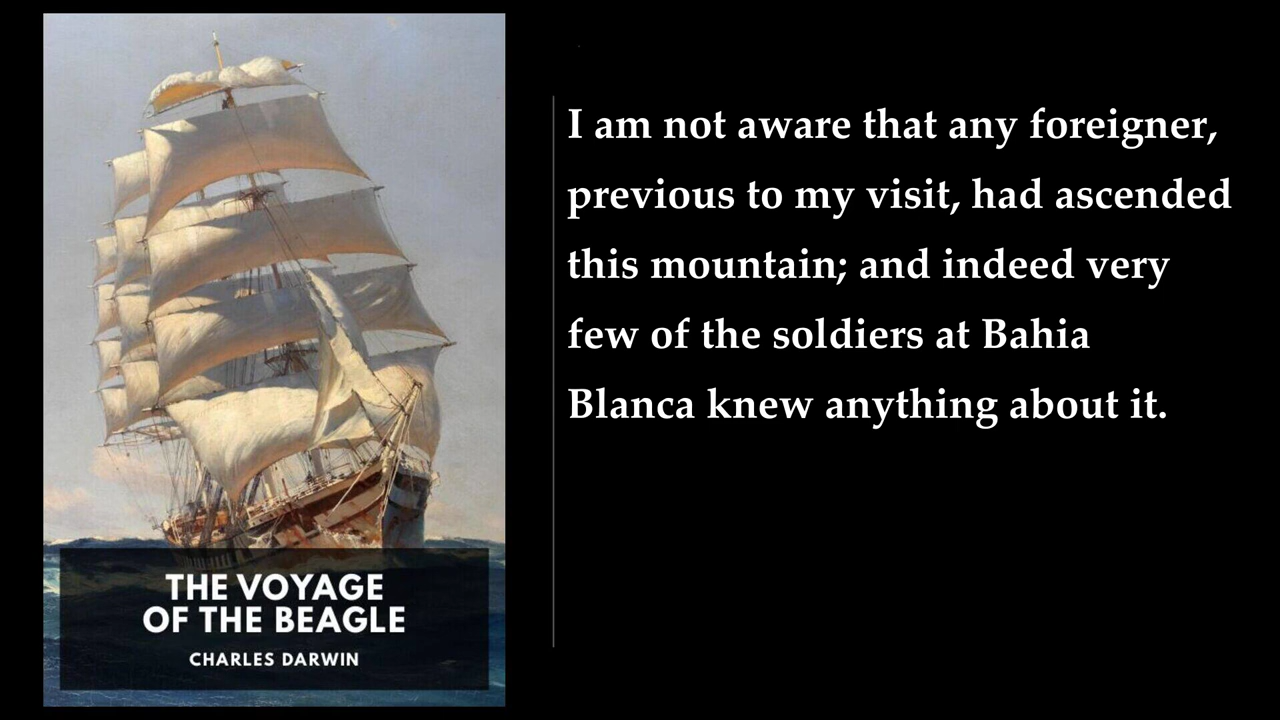 THE VOYAGE
OF THE BEAGLE
CHARLES DARWIN
I am not aware that any foreigner,
previous to my visit, had ascended
this mountain; and indeed very
few of the soldiers at Bahia
Blanca knew anything about it.